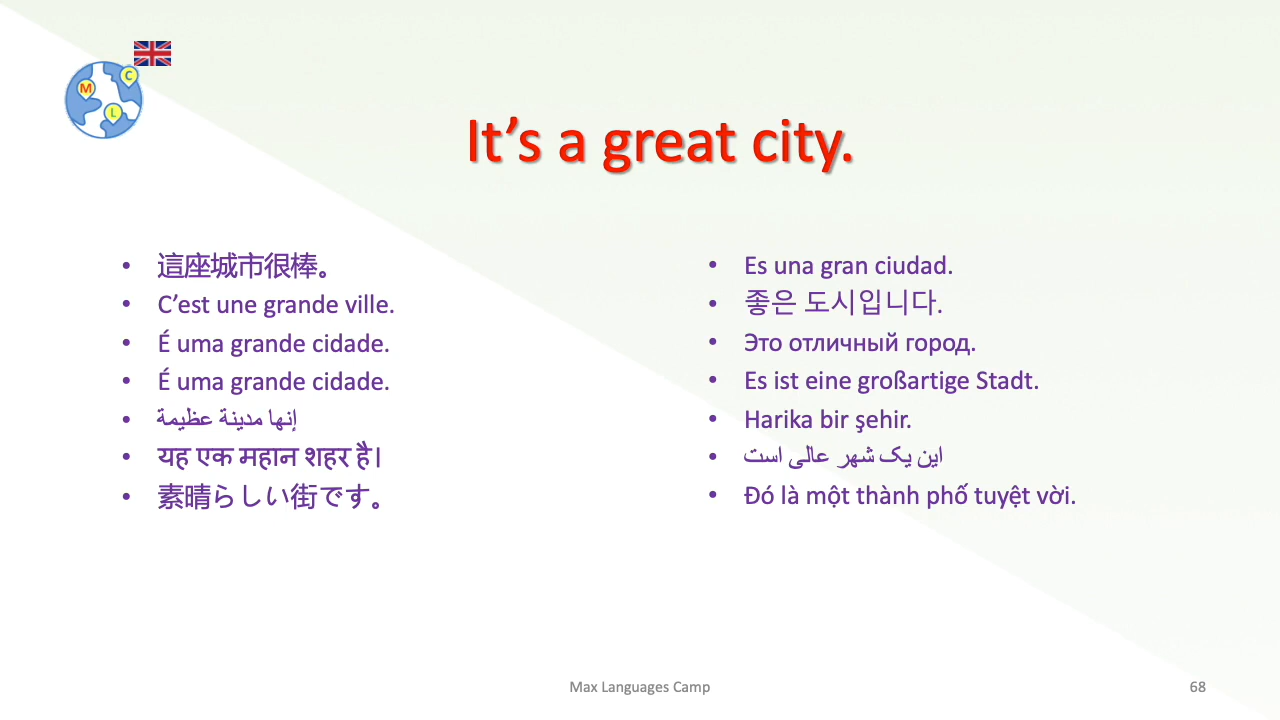 C
M
L
It’s a great city.
• 這座城市很棒。
• C’est une grande ville.
• É uma grande cidade.
• É uma grande cidade.
• إنها مدينة عظيمة
• यह एक महान शहर है।
• 素晴らしい街です。
• Es una gran ciudad.
• 좋은 도시입니다.
• Это отличный город.
• Es ist eine großartige Stadt.
• Harika bir şehir.
• این یک شهر عالی است
• Đó là một thành phố tuyệt vời.
Max Languages Camp
68